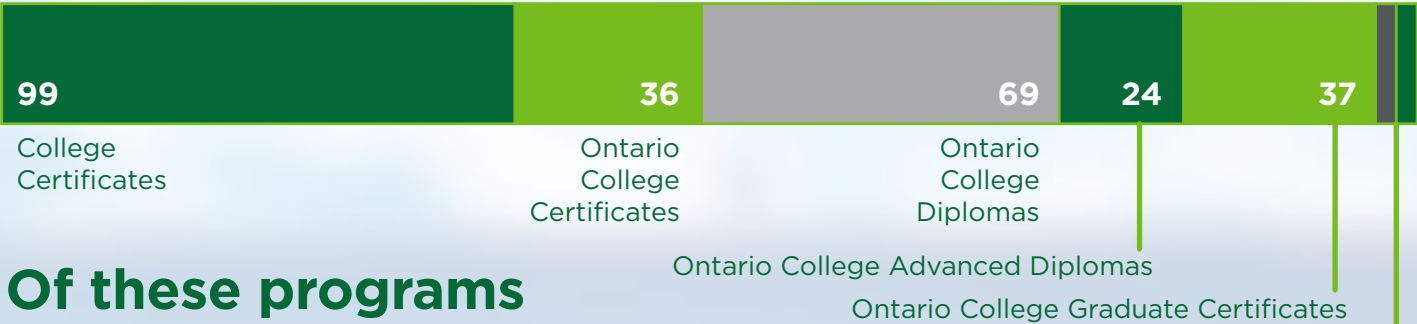 99
36
69
24
37
College
Certificates
Ontario
College
Certificates
Ontario
College
Diplomas
Ontario College Advanced Diplomas
Ontario College Graduate Certificates
Of these programs